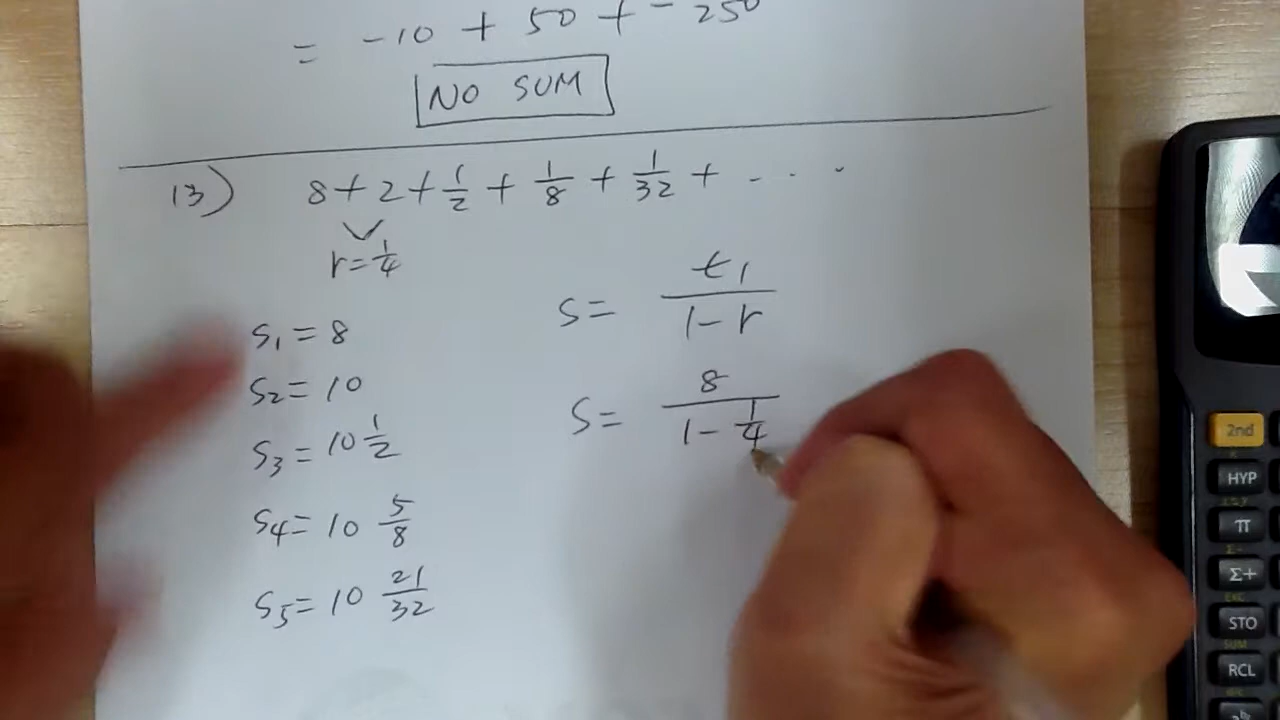 = -10 + 50 + -250
NO SUM
13) 8 + 2 + 1/2 + 1/8 + 1/32 + ...
r = 1/4
S1 = 8
S2 = 10
S3 = 10 1/2
S4 = 10 5/8
S5 = 10 21/32
S = t1 / 1 - r
S = 8 / 1 - 1/4
2nd
HYP
π
Σ+
STO
SUM
RCL